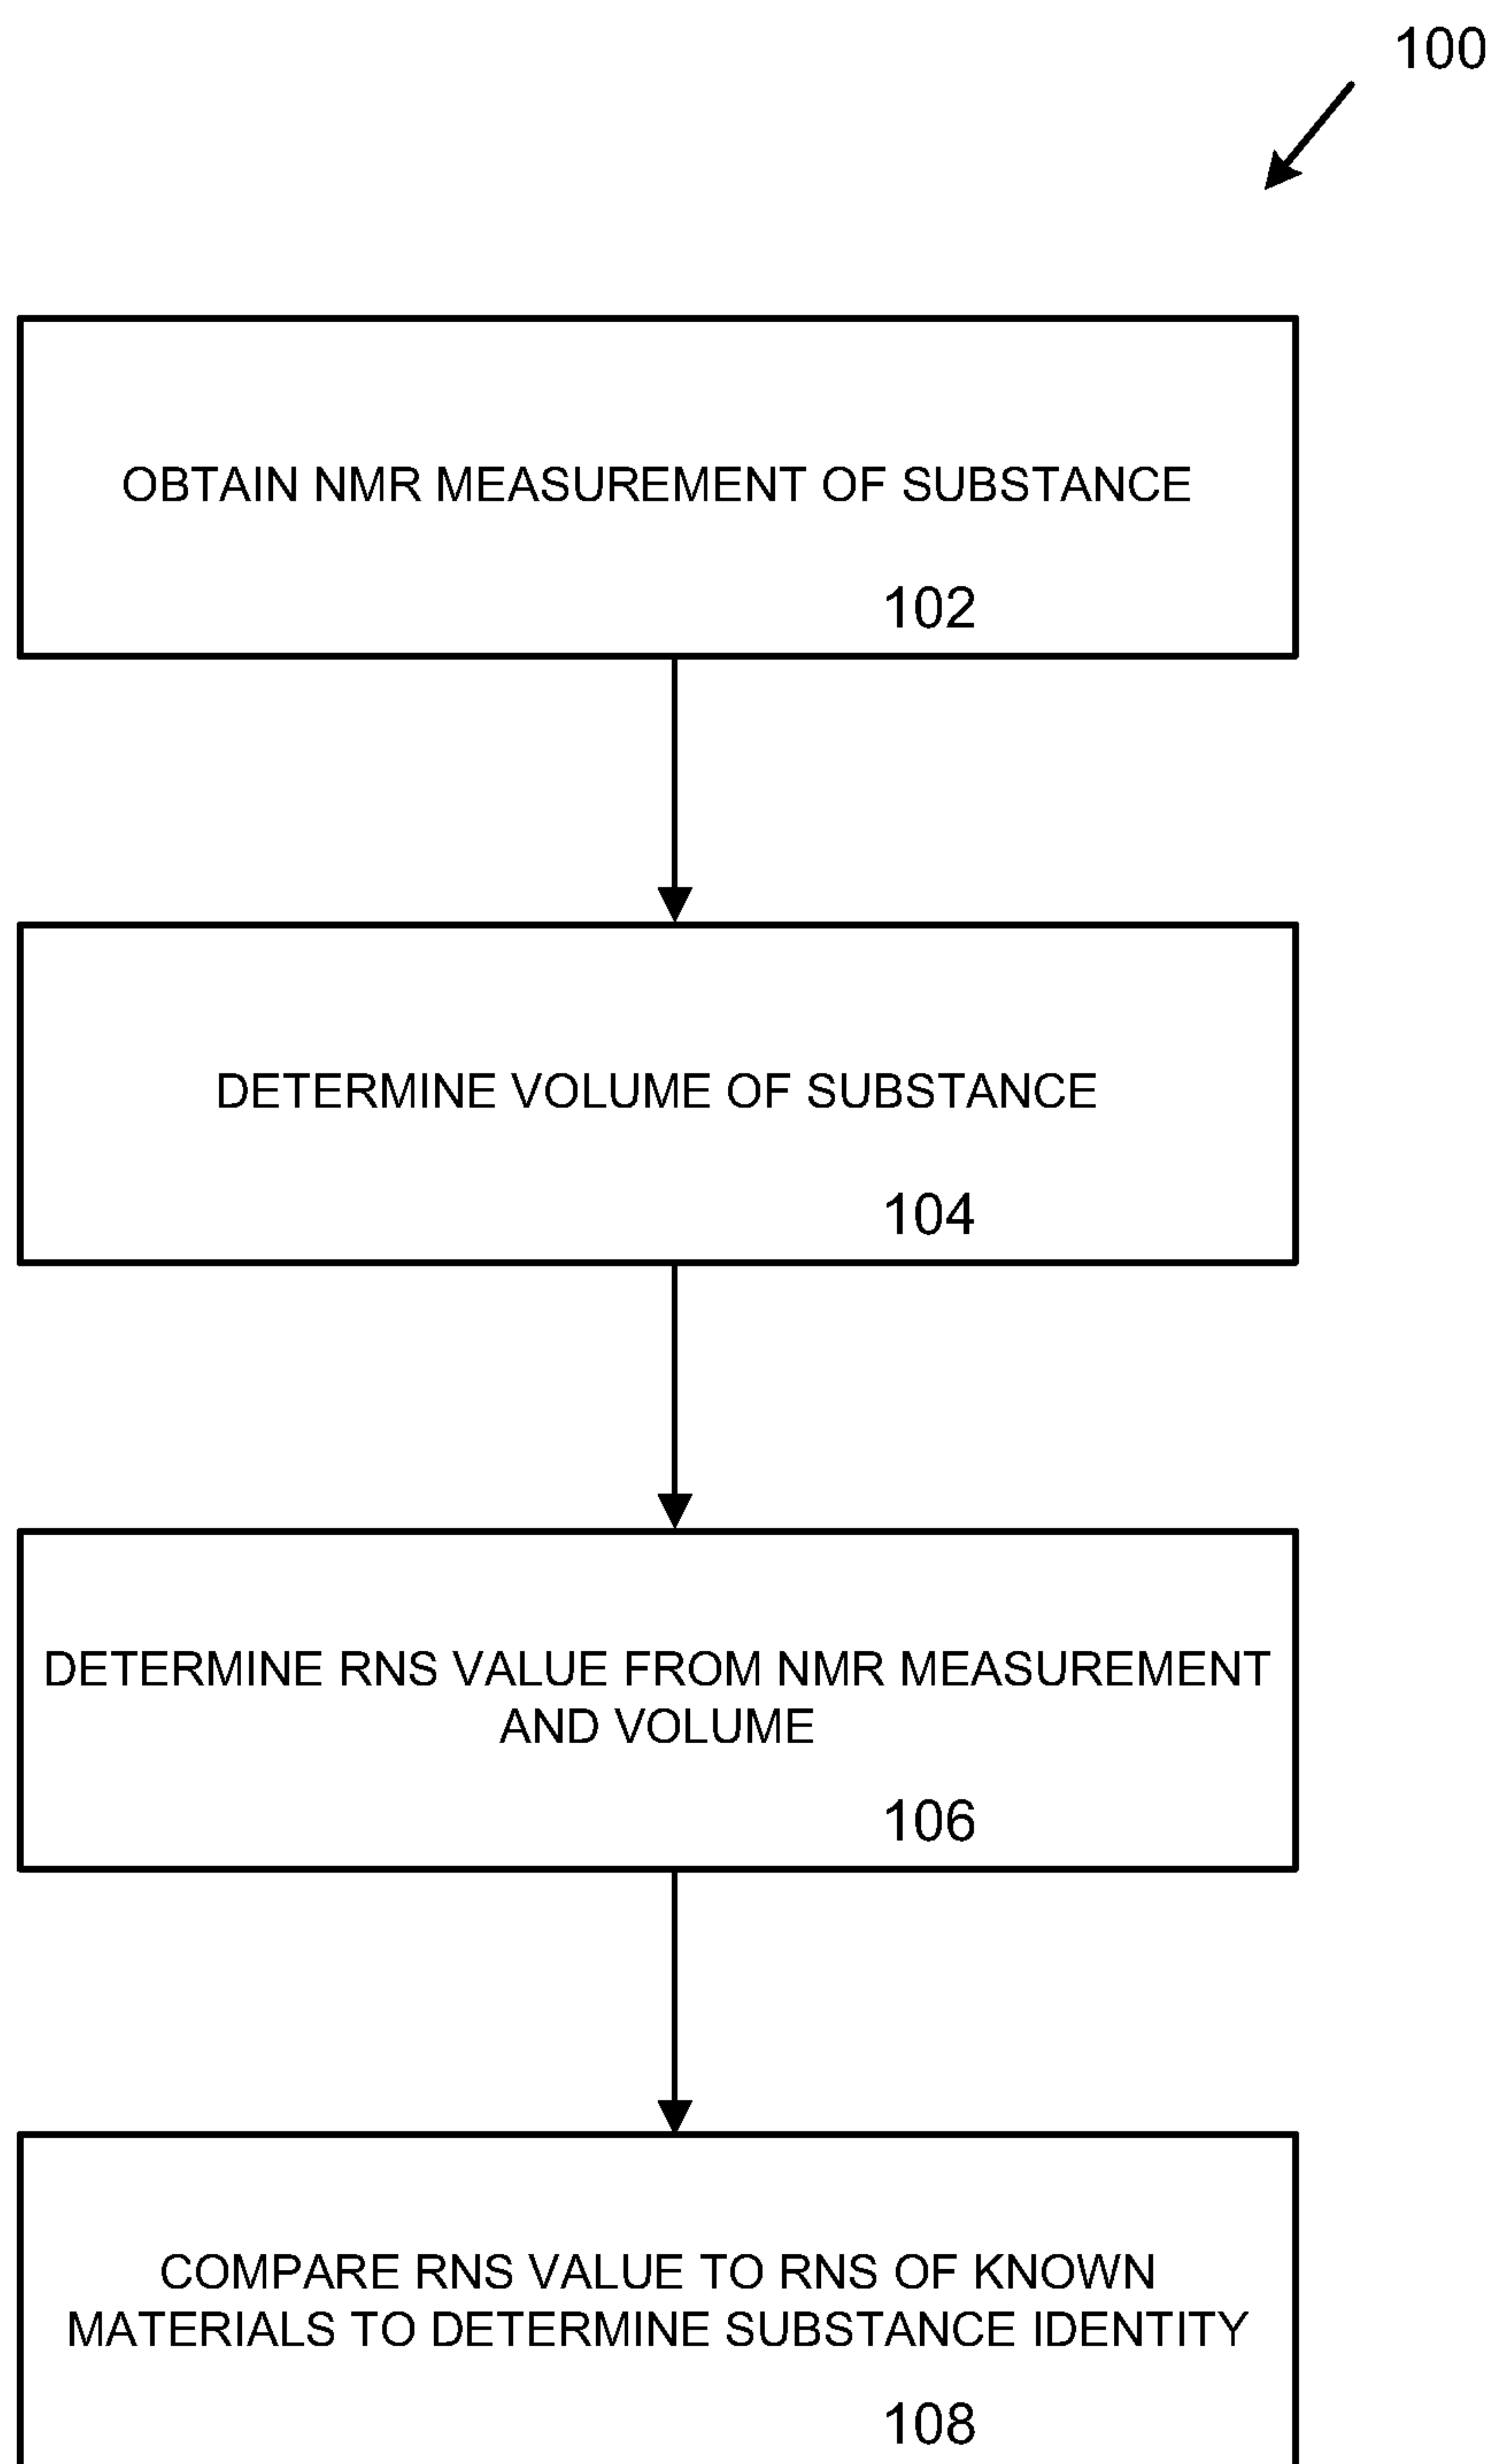 100
OBTAIN NMR MEASUREMENT OF SUBSTANCE
102
DETERMINE VOLUME OF SUBSTANCE
104
DETERMINE RNS VALUE FROM NMR MEASUREMENT
AND VOLUME
106
COMPARE RNS VALUE TO RNS OF KNOWN
MATERIALS TO DETERMINE SUBSTANCE IDENTITY
108